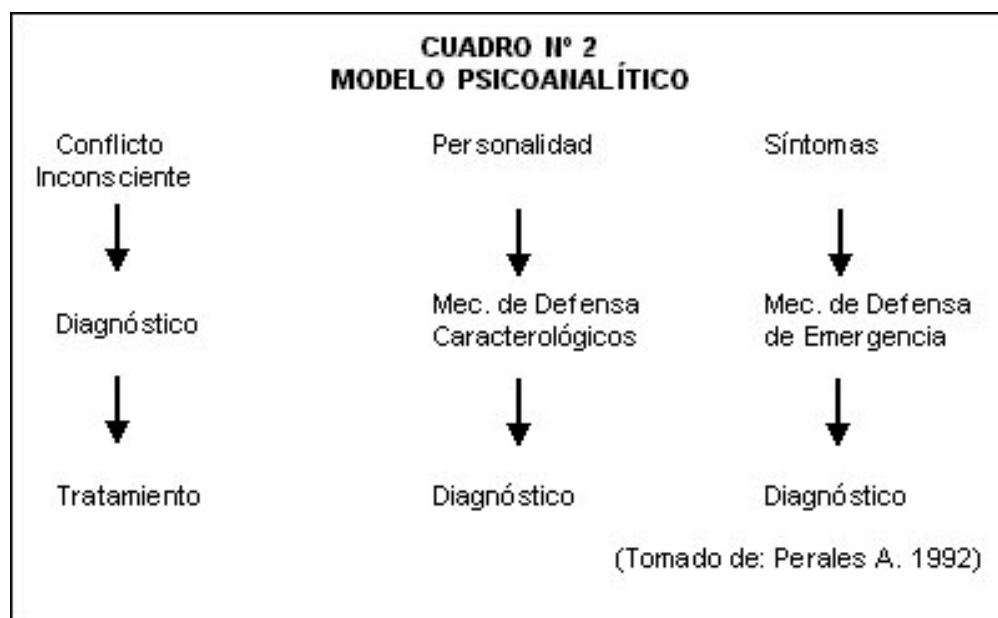 CUADRO Nº 2
MODELO PSICOANALÍTICO
Conflicto
Inconsciente
Diagnóstico
Tratamiento
Personalidad
Mec. de Defensa
Caracterológicos
Diagnóstico
Síntomas
Mec. de Defensa
de Emergencia
Diagnóstico
(Tomado de: Perales A. 1992)